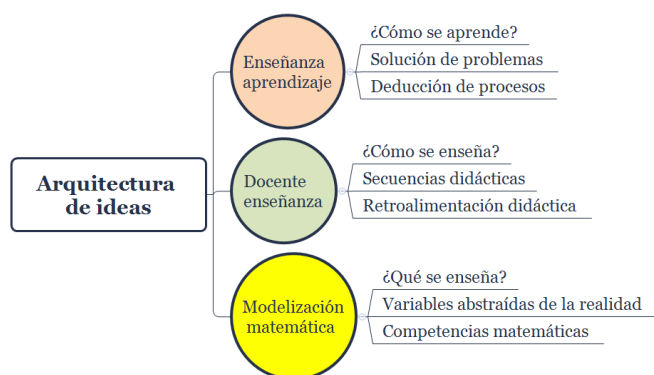 Arquitectura
de ideas
Enseñanza
aprendizaje
¿Cómo se aprende?
Solución de problemas
Deducción de procesos
Docente
enseñanza
¿Cómo se enseña?
Secuencias didácticas
Retroalimentación didáctica
Modelización
matemática
¿Qué se enseña?
Variables abstraídas de la realidad
Competencias matemáticas